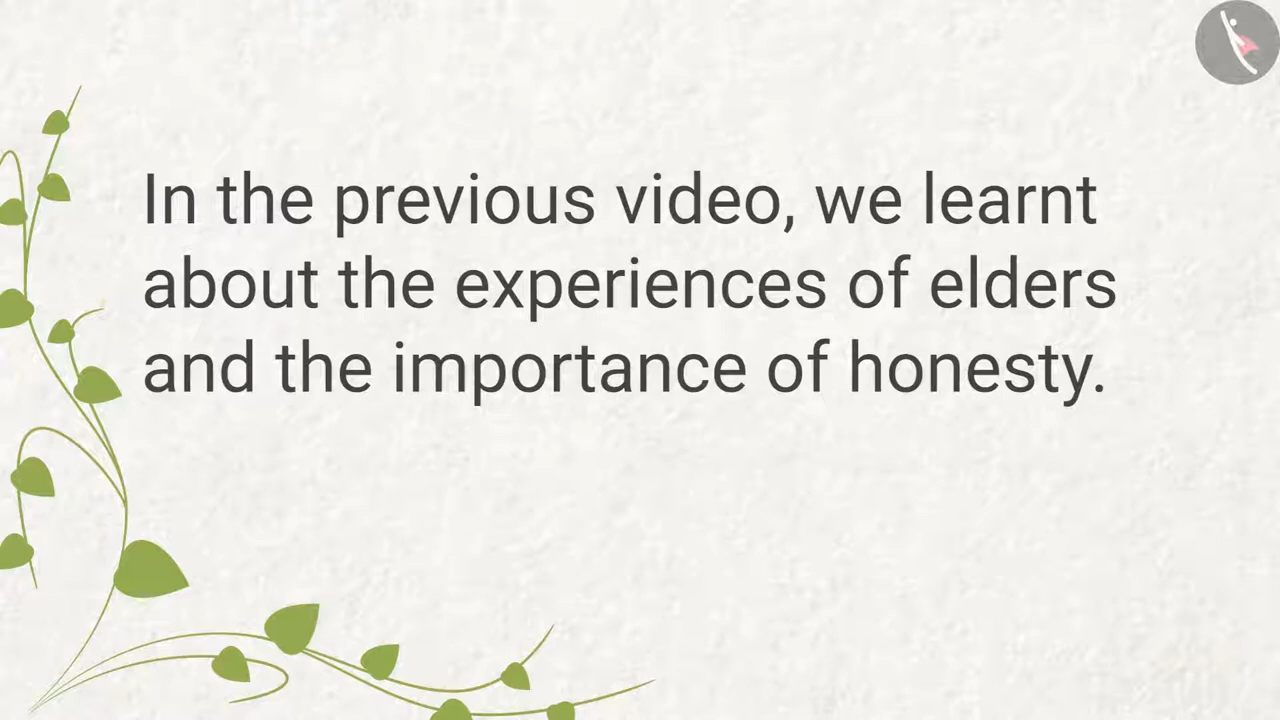 In the previous video, we learnt
about the experiences of elders
and the importance of honesty.